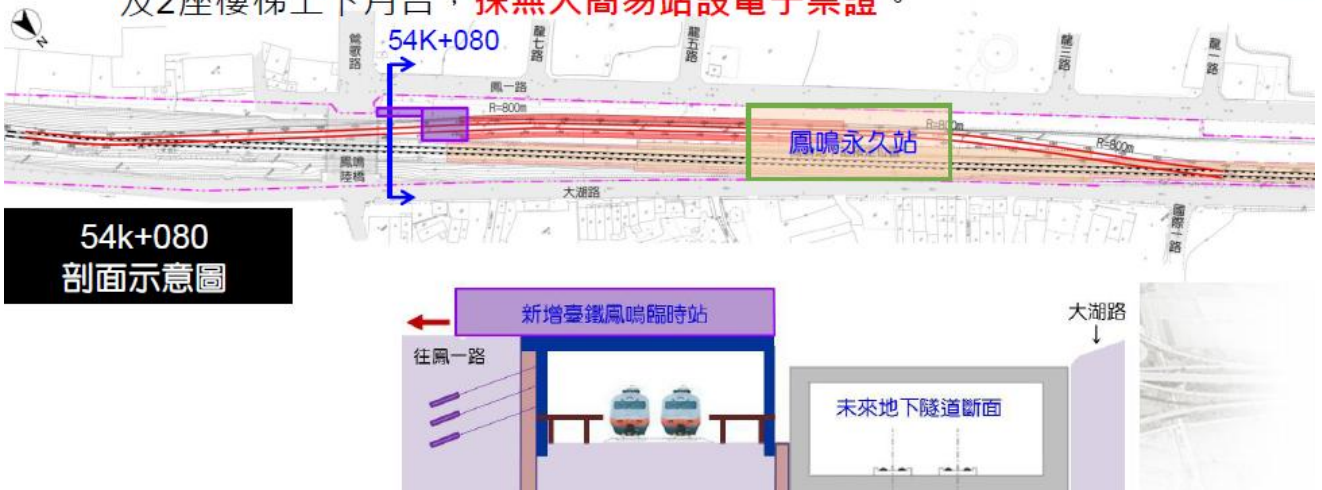 及2座樓梯上下月台，採無人簡易站設電子票證。
N
鶯歌路
54K+080
龍七路
龍五路
龍三路
龍一路
鳳一路
R=800m
R=800m
R=800m
鳳鳴永久站
鳳鳴陸橋
大湖路
國際一路
54k+080
剖面示意圖
新增臺鐵鳳鳴臨時站
大湖路
往鳳一路
未來地下隧道斷面